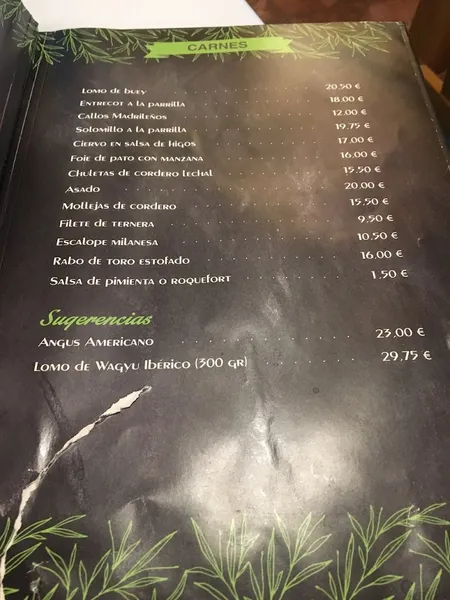 CARNES
Lomo de buey 20.50 €
Entrecot a la parrilla 18.00 €
Callos Madrileños 12.00 €
Solomillo a la parrilla 19.75 €
Ciervo en salsa de higos 17.00 €
Foie de pato con manzana 16.00 €
Chuletas de cordero lechal 15.50 €
Asado 20.00 €
Mollejas de cordero 15.50 €
Filete de ternera 9.50 €
Escalope milanesa 10.50 €
Rabo de toro estofado 16.00 €
Salsa de pimienta o roquefort 1.50 €
Sugerencias
Angus Americano 23.00 €
Lomo de Wagyu Ibérico (300 gr) 29.75 €